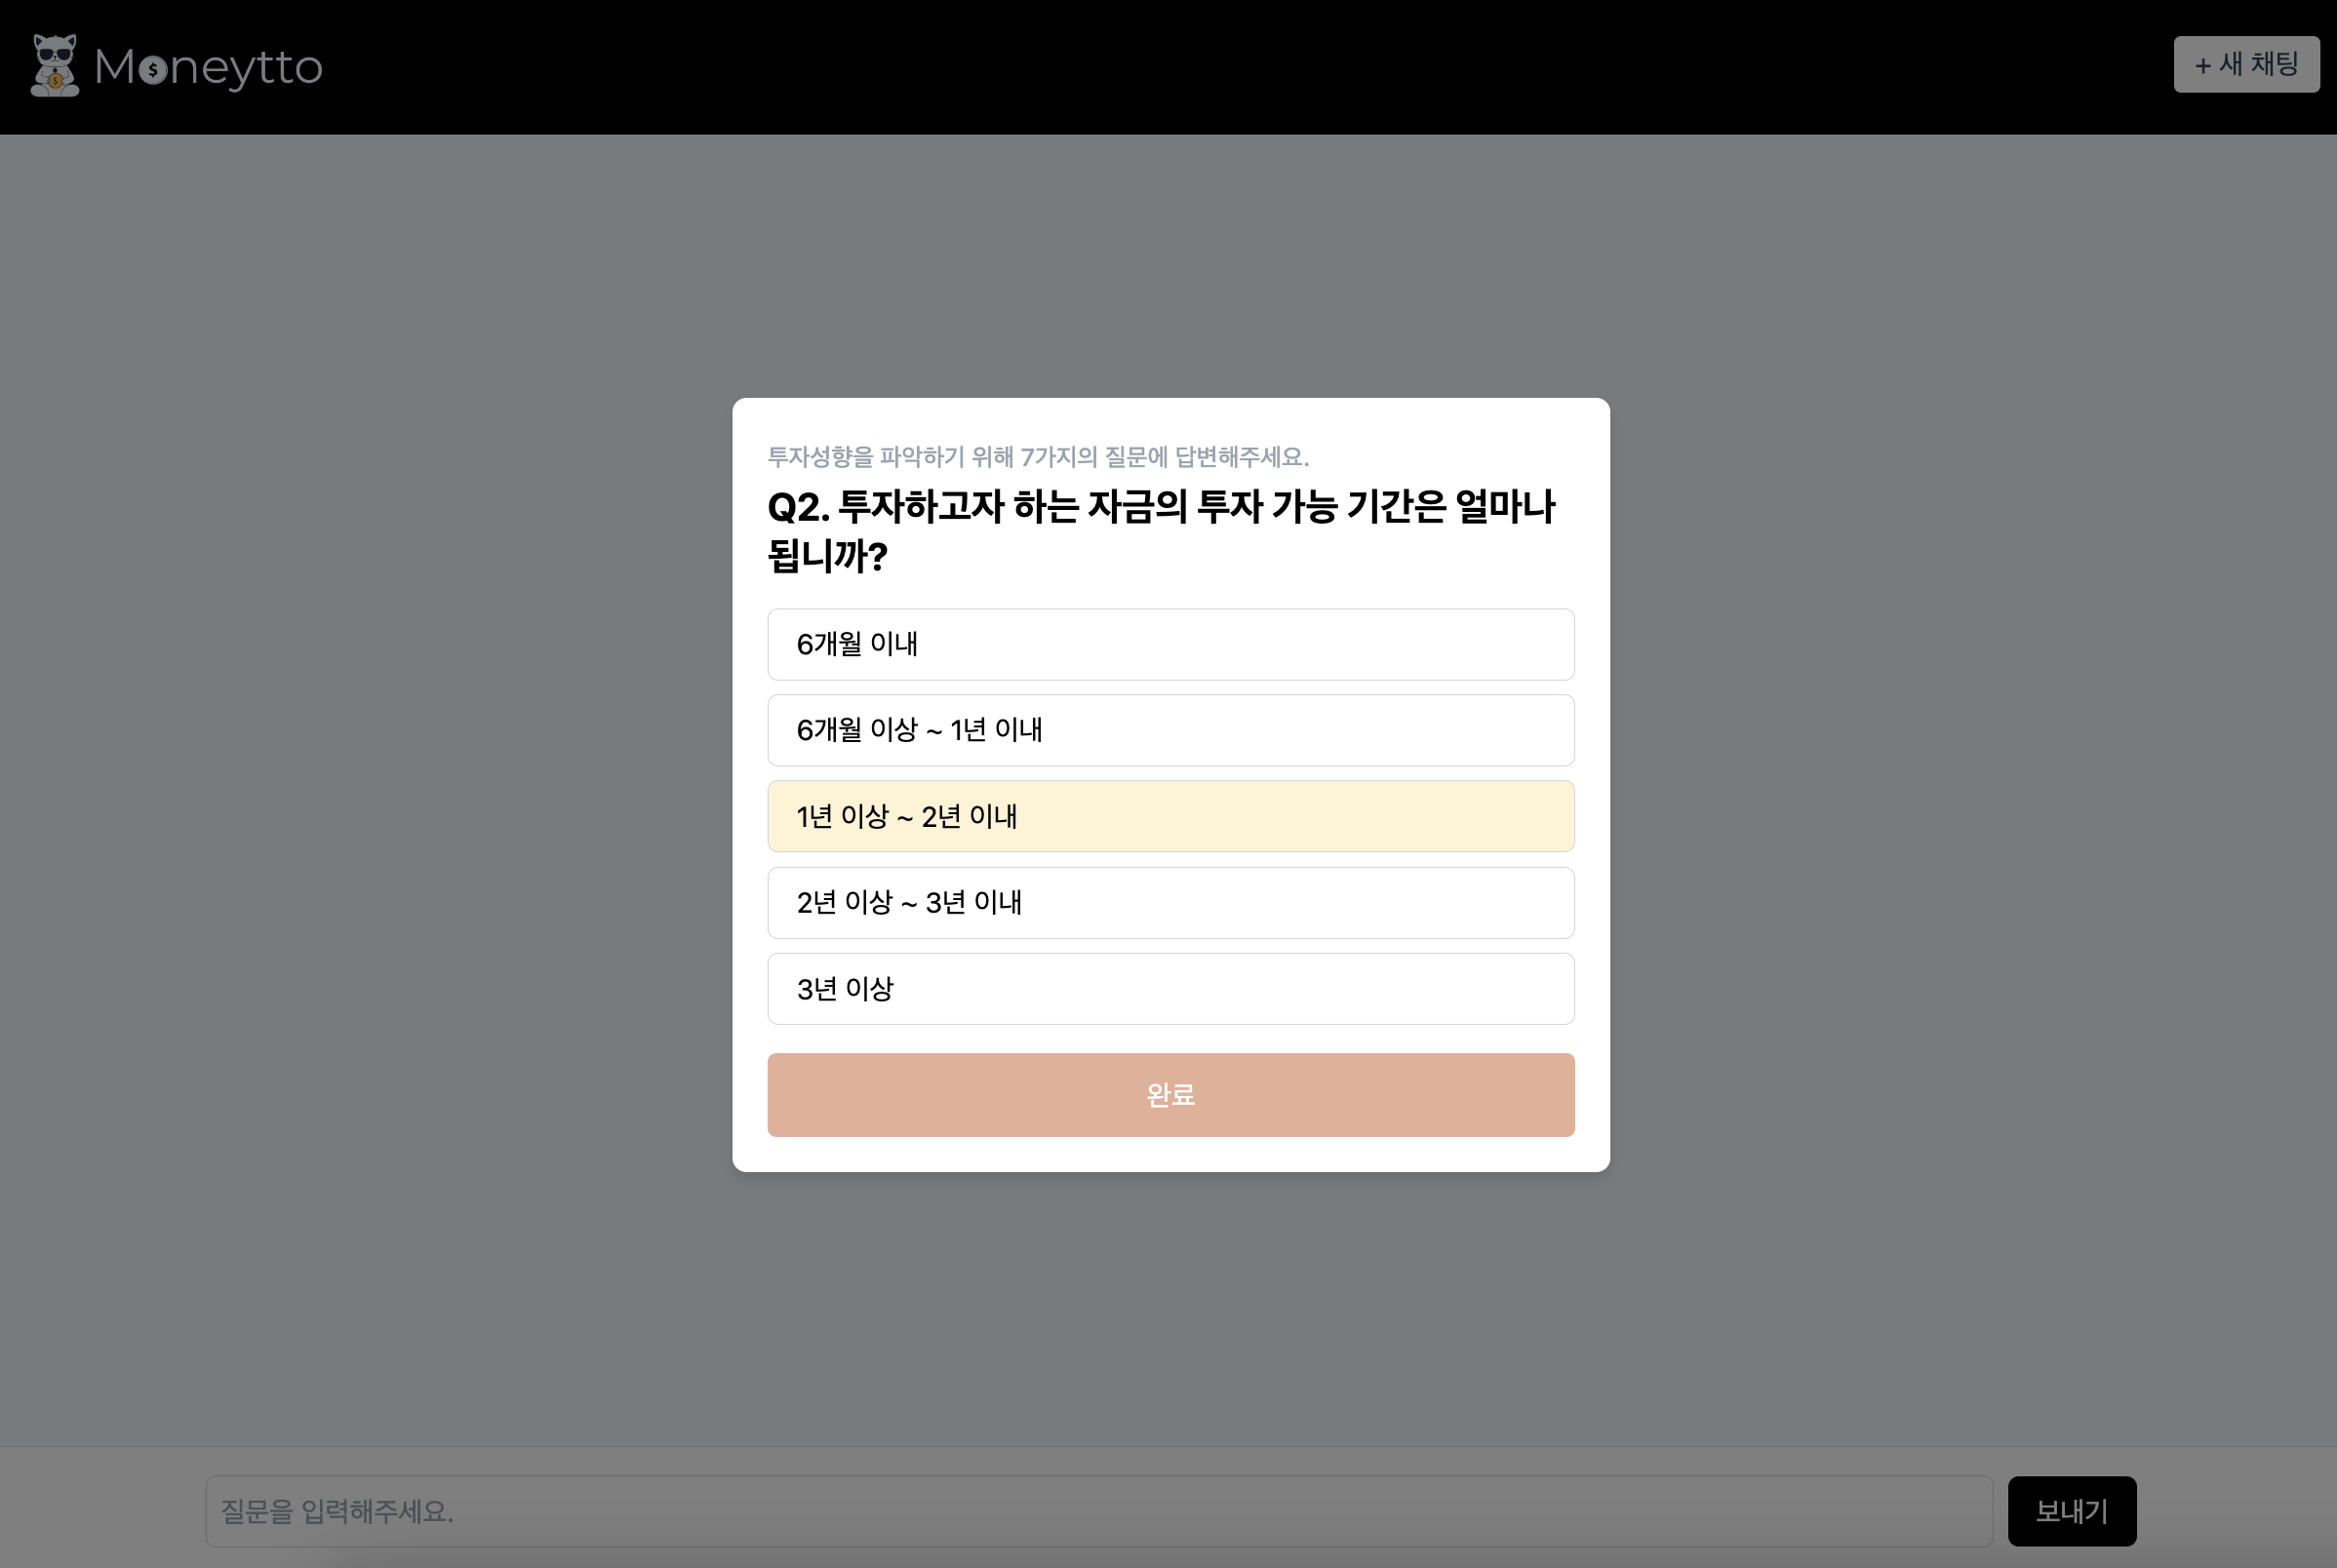 Moneytto
+ 새 채팅
투자성향을 파악하기 위해 7가지의 질문에 답변해주세요.
Q2. 투자하고자 하는 자금의 투자 가능 기간은 얼마나
됩니까?
6개월 이내
6개월 이상 ~ 1년 이내
1년 이상 ~ 2년 이내
2년 이상 ~ 3년 이내
3년 이상
완료
질문을 입력해주세요.
보내기